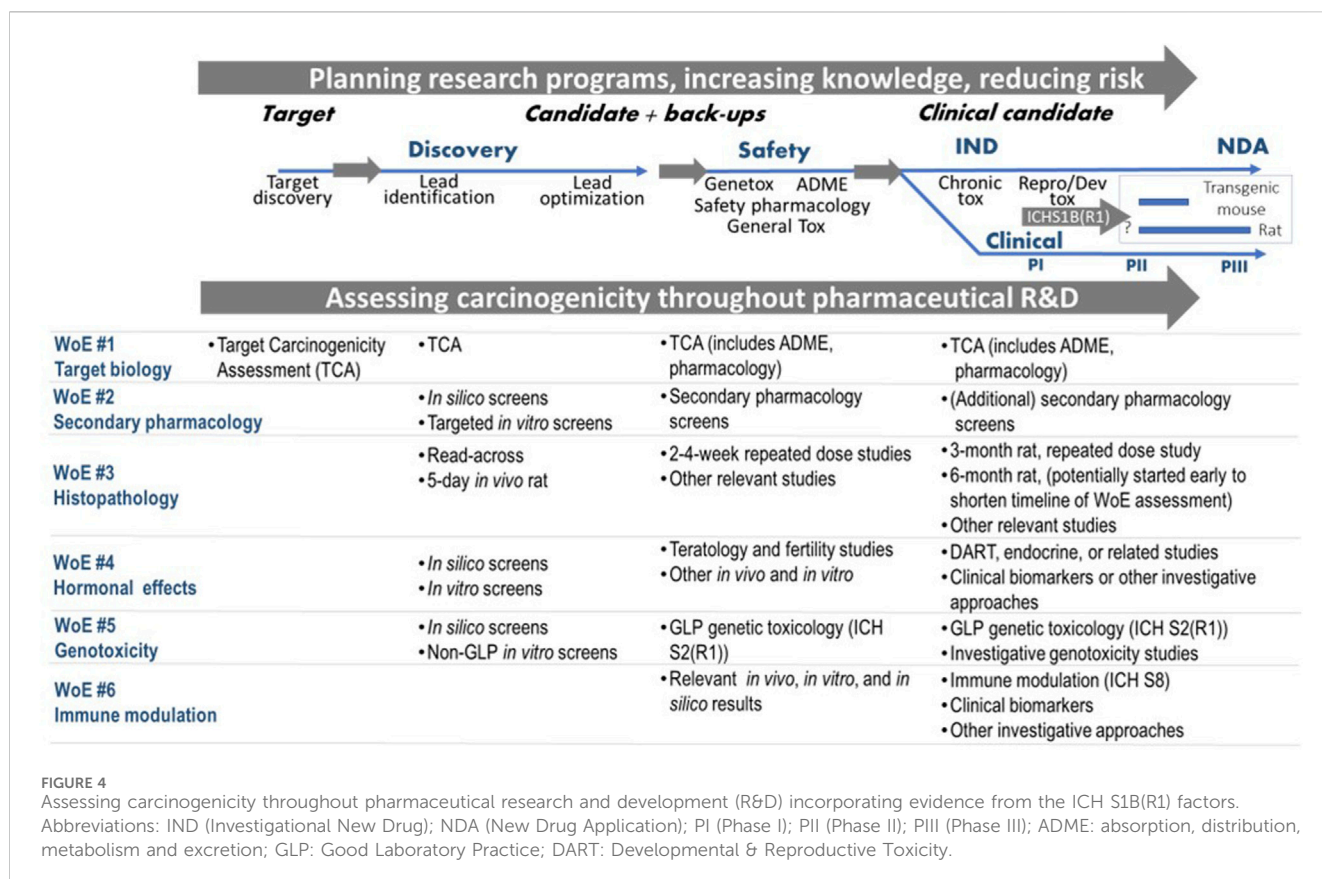 Planning research programs, increasing knowledge, reducing risk
Target
Candidate + back-ups
Clinical candidate
Discovery
Safety
IND
NDA
Target
discovery
Lead
identification
Lead
optimization
Genetox ADME
Safety pharmacology
General Tox
Chronic
tox
Repro/Dev
tox
ICHS1B(R1)
?
Transgenic
mouse
Rat
Clinical
PI
PII
PIII
Assessing carcinogenicity throughout pharmaceutical R&D
WoE #1
Target biology
• Target Carcinogenicity
Assessment (TCA)
• TCA
• TCA (includes ADME,
pharmacology)
• TCA (includes ADME,
pharmacology)
WoE #2
Secondary pharmacology
• In silico screens
• Targeted in vitro screens
• Secondary pharmacology
screens
• (Additional) secondary pharmacology
screens
WoE #3
Histopathology
• Read-across
• 5-day in vivo rat
• 2-4-week repeated dose studies
• Other relevant studies
• 3-month rat, repeated dose study
• 6-month rat, (potentially started early to
shorten timeline of WoE assessment)
• Other relevant studies
WoE #4
Hormonal effects
• In silico screens
• In vitro screens
• Teratology and fertility studies
• Other in vivo and in vitro
• DART, endocrine, or related studies
• Clinical biomarkers or other investigative
approaches
WoE #5
Genotoxicity
• In silico screens
• Non-GLP in vitro screens
• GLP genetic toxicology (ICH
S2(R1))
• GLP genetic toxicology (ICH S2(R1))
• Investigative genotoxicity studies
WoE #6
Immune modulation
• Relevant in vivo, in vitro, and in
silico results
• Immune modulation (ICH S8)
• Clinical biomarkers
• Other investigative approaches
FIGURE 4
Assessing carcinogenicity throughout pharmaceutical research and development (R&D) incorporating evidence from the ICH S1B(R1) factors.
Abbreviations: IND (Investigational New Drug); NDA (New Drug Application); PI (Phase I); PII (Phase II); PIII (Phase III); ADME: absorption, distribution,
metabolism and excretion; GLP: Good Laboratory Practice; DART: Developmental & Reproductive Toxicity.